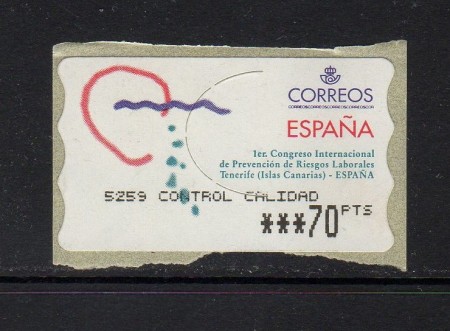 CORREOS
CORREOSCORREOSCORREOSCORREOSCORREOS
ESPAÑA
1er. Congreso Internacional
de Prevención de Riesgos Laborales
Tenerife (Islas Canarias) - ESPAÑA
5259 CONTROL CALIDAD
***70 PTS